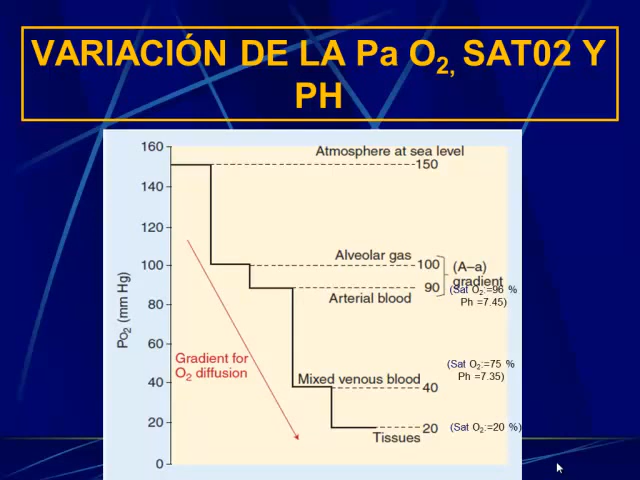 VARIACIÓN DE LA Pa O2, SAT02 Y
PH
160
140
120
100
80
60
40
20
0
PO2 (mm Hg)
Atmosphere at sea level
150
Alveolar gas
100
90
Arterial blood
(A–a)
gradient
(Sat O2:=96 %
Ph =7.45)
Gradient for
O2 diffusion
Mixed venous blood
40
(Sat O2:=75 %
Ph =7.35)
20
Tissues
(Sat O2:=20 %)